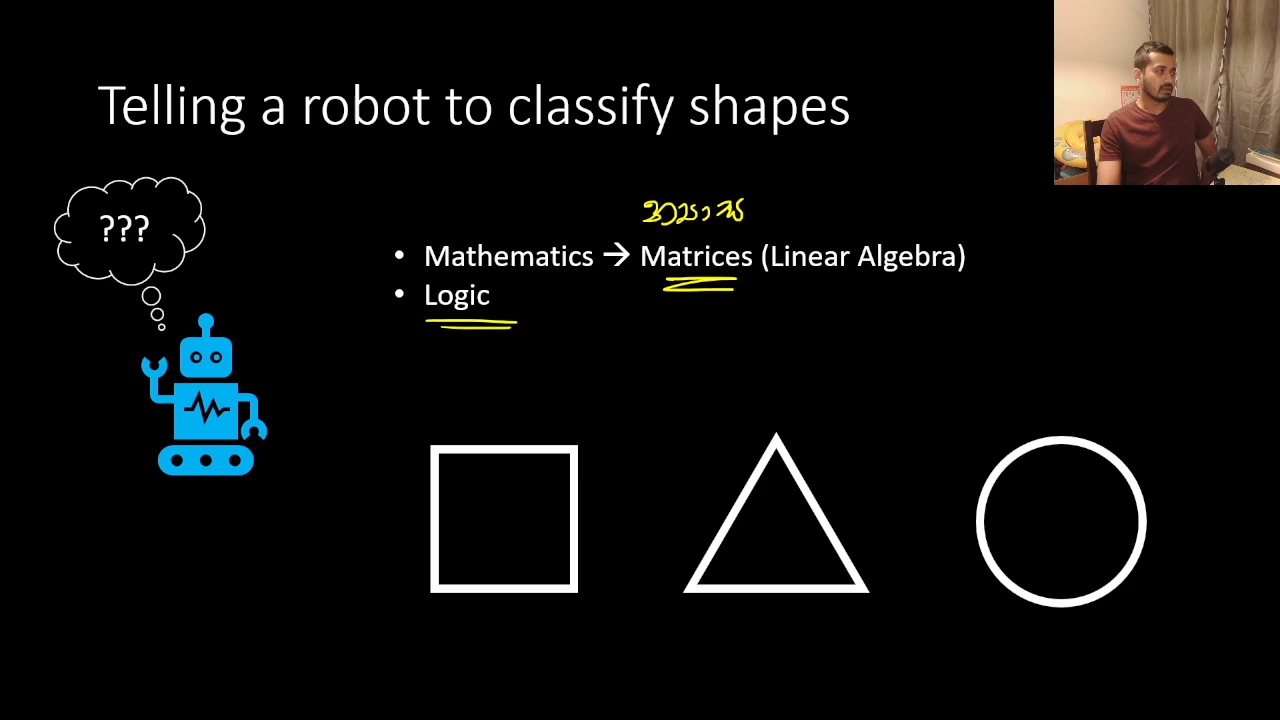 Telling a robot to classify shapes
???
න්‍යාස
• Mathematics → Matrices (Linear Algebra)
• Logic